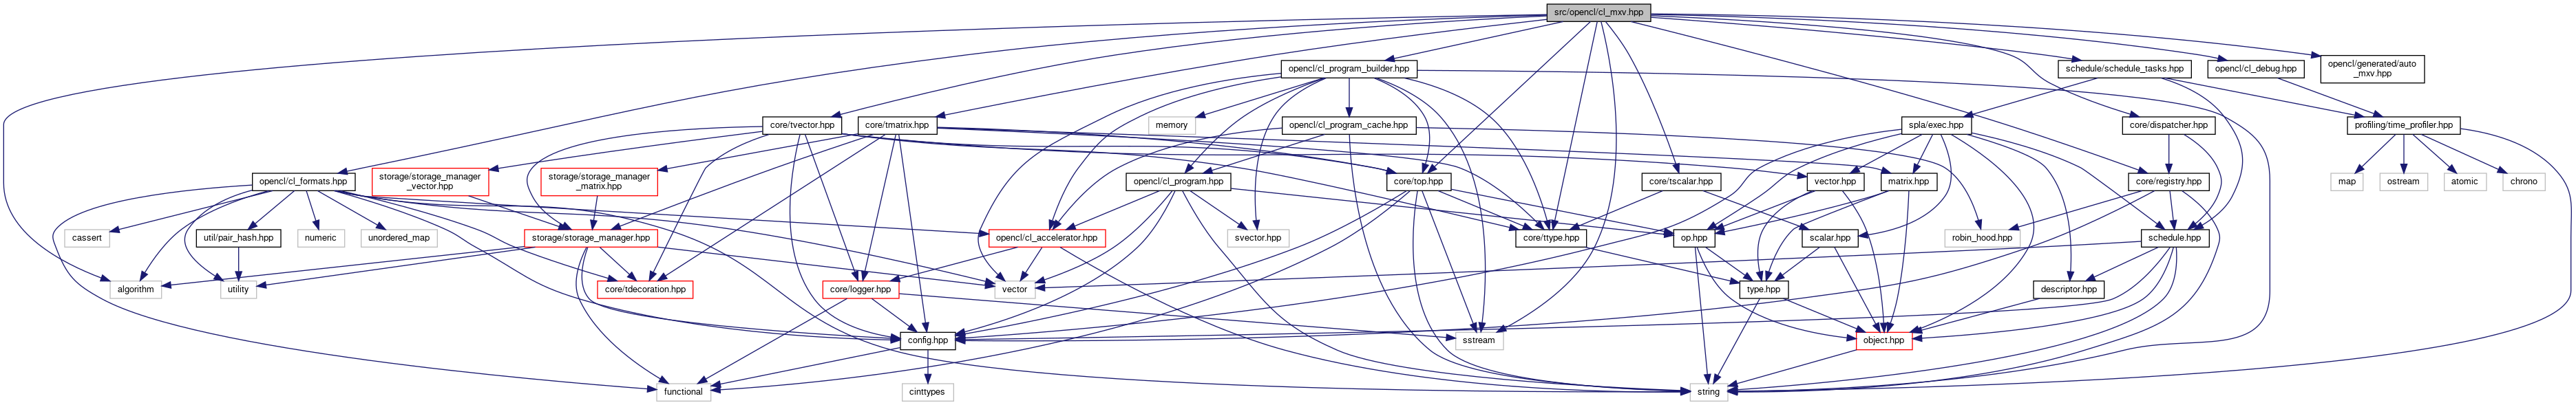 src/opencl/cl_mxv.hpp
opencl/cl_program_builder.hpp
schedule/schedule_tasks.hpp
opencl/cl_debug.hpp
opencl/generated/auto
_mxv.hpp
core/tvector.hpp
core/tmatrix.hpp
memory
opencl/cl_program_cache.hpp
spla/exec.hpp
core/dispatcher.hpp
profiling/time_profiler.hpp
opencl/cl_formats.hpp
storage/storage_manager
_vector.hpp
storage/storage_manager
_matrix.hpp
opencl/cl_program.hpp
core/top.hpp
core/tscalar.hpp
vector.hpp
matrix.hpp
core/registry.hpp
map
ostream
atomic
chrono
cassert
util/pair_hash.hpp
numeric
unordered_map
storage/storage_manager.hpp
opencl/cl_accelerator.hpp
svector.hpp
core/ttype.hpp
op.hpp
scalar.hpp
robin_hood.hpp
schedule.hpp
algorithm
utility
core/tdecoration.hpp
core/logger.hpp
vector
type.hpp
descriptor.hpp
config.hpp
sstream
object.hpp
functional
cinttypes
string